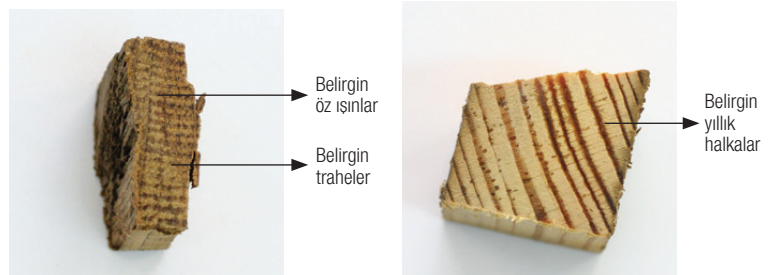 Belirgin
öz ışınlar
Belirgin
traheler
Belirgin
yıllık
halkalar